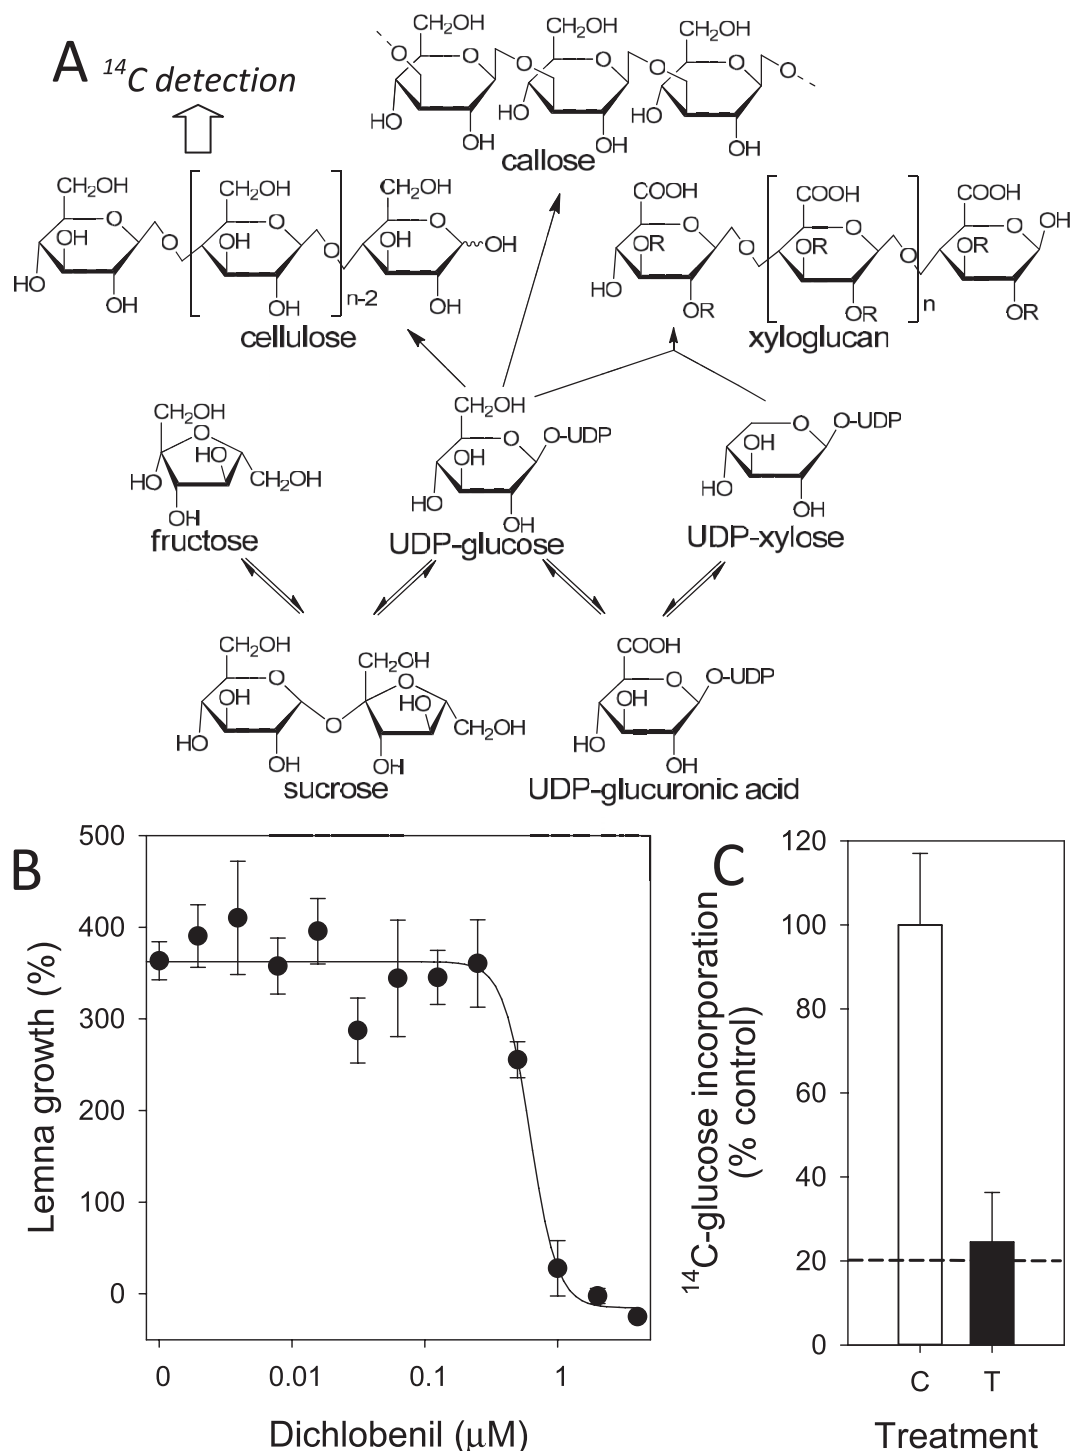 A
¹⁴C detection
CH₂OH
CH₂OH
CH₂OH
O
O
O
O
O
O
O
HO
OH
HO
OH
HO
OH
callose
CH₂OH
CH₂OH
CH₂OH
O
O
O
OH
OH
OH
O
O
OH
HO
OH
OH
OH
n-2
cellulose
COOH
COOH
COOH
OH
O
O
O
OR
OR
OR
O
O
HO
OR
OR
OR
n
xyloglucan
CH₂OH
O
HO
HO
CH₂OH
OH
fructose
CH₂OH
O
O-UDP
OH
HO
OH
UDP-glucose
O
O-UDP
OH
HO
OH
UDP-xylose
CH₂OH
O
OH
HO
OH
O
CH₂OH
O
HO
CH₂OH
OH
sucrose
COOH
O
O-UDP
OH
HO
OH
UDP-glucuronic acid
B
Lemna growth (%)
500
400
300
200
100
0
0
0.01
0.1
1
Dichlobenil (μM)
C
¹⁴C-glucose incorporation
(% control)
120
100
80
60
40
20
0
C
T
Treatment